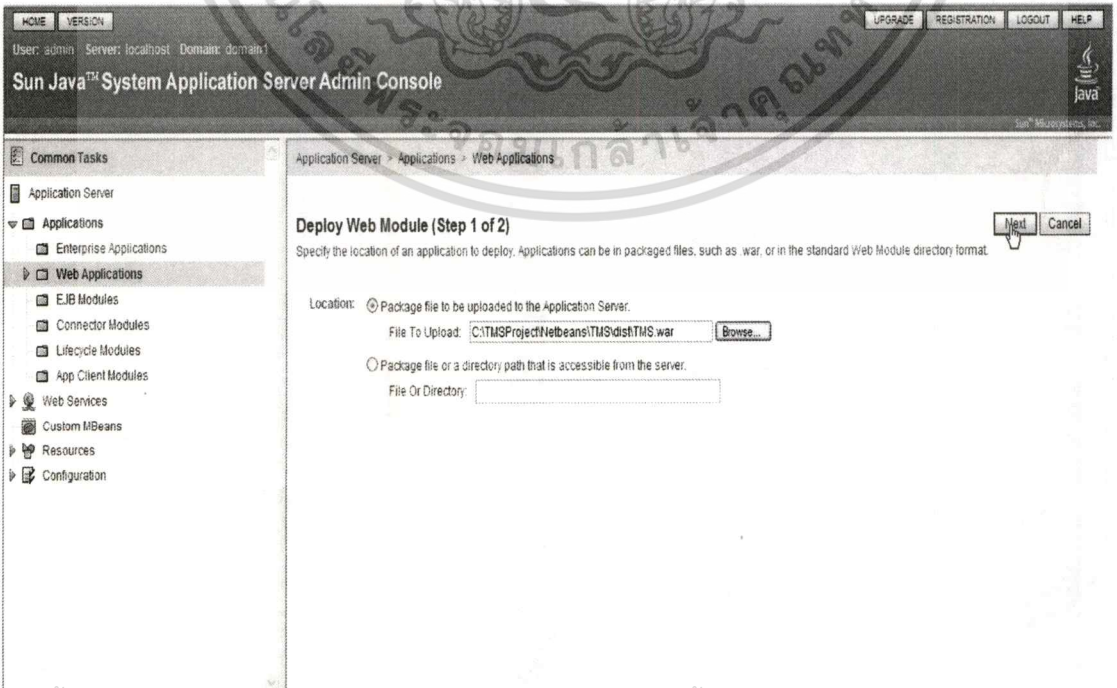 HOME VERSION UPGRADE REGISTRATION LOGOUT HELP
User: admin Server: localhost Domain: domain1
Sun Java™ System Application Server Admin Console
Java
Sun™ Microsystems, Inc.
Common Tasks
Application Server
Applications
Enterprise Applications
Web Applications
EJB Modules
Connector Modules
Lifecycle Modules
App Client Modules
Web Services
Custom MBeans
Resources
Configuration
Application Server > Applications > Web Applications
Deploy Web Module (Step 1 of 2)
Next Cancel
Specify the location of an application to deploy. Applications can be in packaged files, such as .war, or in the standard Web Module directory format.
Location: Package file to be uploaded to the Application Server.
File To Upload: C:\TMSProject\Netbeans\TMS\dist\TMS.war Browse...
Package file or a directory path that is accessible from the server.
File Or Directory: